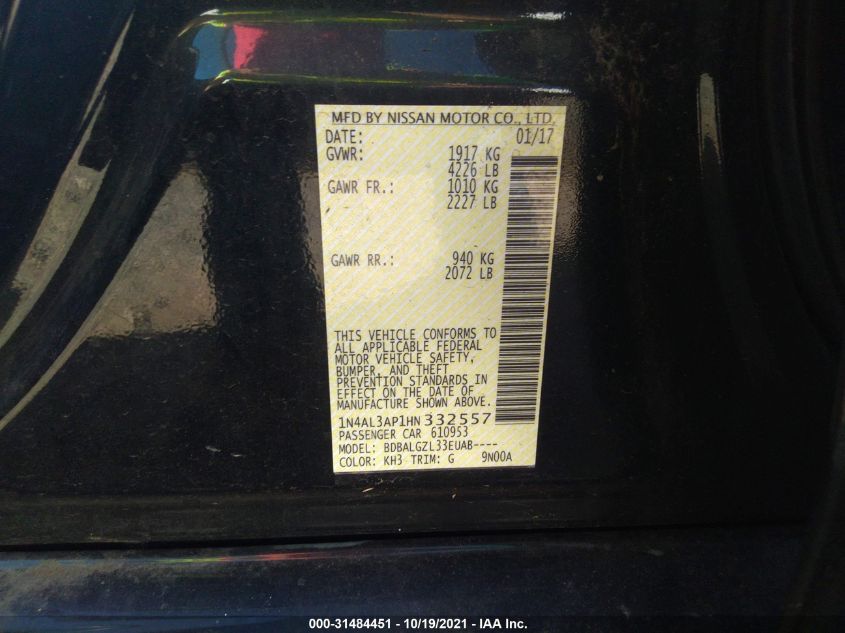 MFD BY NISSAN MOTOR CO., LTD.
DATE: 01/17
GVWR: 1917 KG
4226 LB
GAWR FR.: 1010 KG
2227 LB
GAWR RR.: 940 KG
2072 LB
THIS VEHICLE CONFORMS TO
ALL APPLICABLE FEDERAL
MOTOR VEHICLE SAFETY,
BUMPER, AND THEFT
PREVENTION STANDARDS IN
EFFECT ON THE DATE OF
MANUFACTURE SHOWN ABOVE.
1N4AL3AP1HN 332557
PASSENGER CAR 610953
MODEL: BDBALGZL33EUAB----
COLOR: KH3 TRIM: G 9N00A
000-31484451 - 10/19/2021 - IAA Inc.